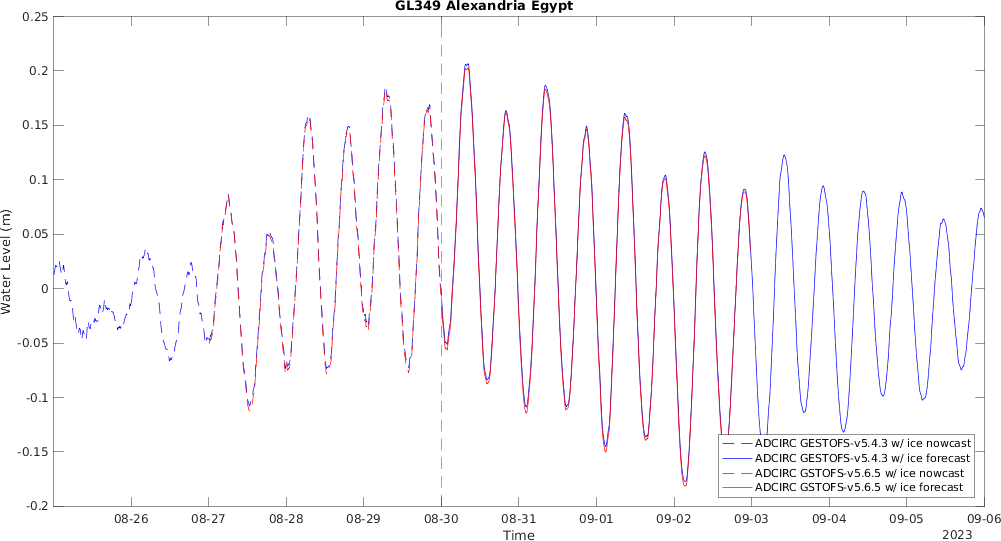 GL349 Alexandria Egypt
0.25
0.2
0.15
0.1
0.05
0
-0.05
-0.1
-0.15
-0.2
Water Level (m)
ADCIRC GESTOFS-v5.4.3 w/ ice nowcast
ADCIRC GESTOFS-v5.4.3 w/ ice forecast
ADCIRC GSTOFS-v5.6.5 w/ ice nowcast
ADCIRC GSTOFS-v5.6.5 w/ ice forecast
08-26 08-27 08-28 08-29 08-30 08-31 09-01 09-02 09-03 09-04 09-05 09-06
Time
2023